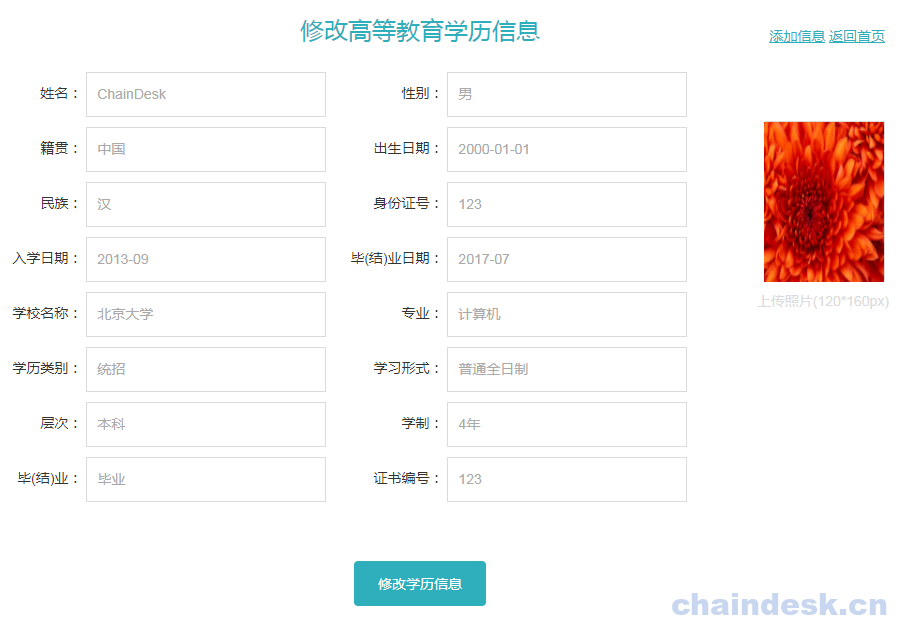 修改高等教育学历信息
添加信息 返回首页
姓名： ChainDesk 性别： 男
籍贯： 中国 出生日期： 2000-01-01
民族： 汉 身份证号： 123
入学日期： 2013-09 毕(结)业日期： 2017-07
上传照片(120*160px)
学校名称： 北京大学 专业： 计算机
学历类别： 统招 学习形式： 普通全日制
层次： 本科 学制： 4年
毕(结)业： 毕业 证书编号： 123
修改学历信息
chaindesk.cn